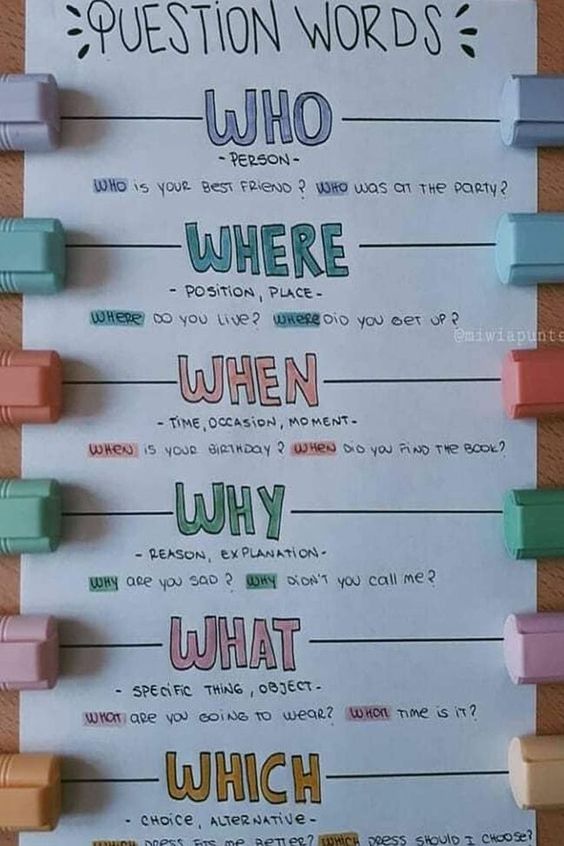 QUESTION WORDS
WHO
- PERSON -
WHO is YOUR BEST FRiEND? WHO was at THE PaRTY?
WHERE
- POSITION, PLACE -
WHERE DO YOU LiVE? WHERE DiD YOU GET UP?
@miwiapunte
WHEN
- TIME, OCCASION, MOMENT -
WHEN iS YOUR BiRTHDAY? WHEN DiD YOU FiND THE BOOK?
WHY
- REASON, EXPLANATION -
WHY aRE YOU SAD? WHY DiDN'T YOU CaLL ME?
WHAT
- SPECiFiC THiNG, OBJECT -
WHaT aRE YOU GOiNG TO WEAR? WHaT TiME iS iT?
WHICH
- CHOiCE, ALTERNATiVE -
WHICH DRESS FiTS ME BETTER? WHICH DRESS SHOULD I CHOOSE?